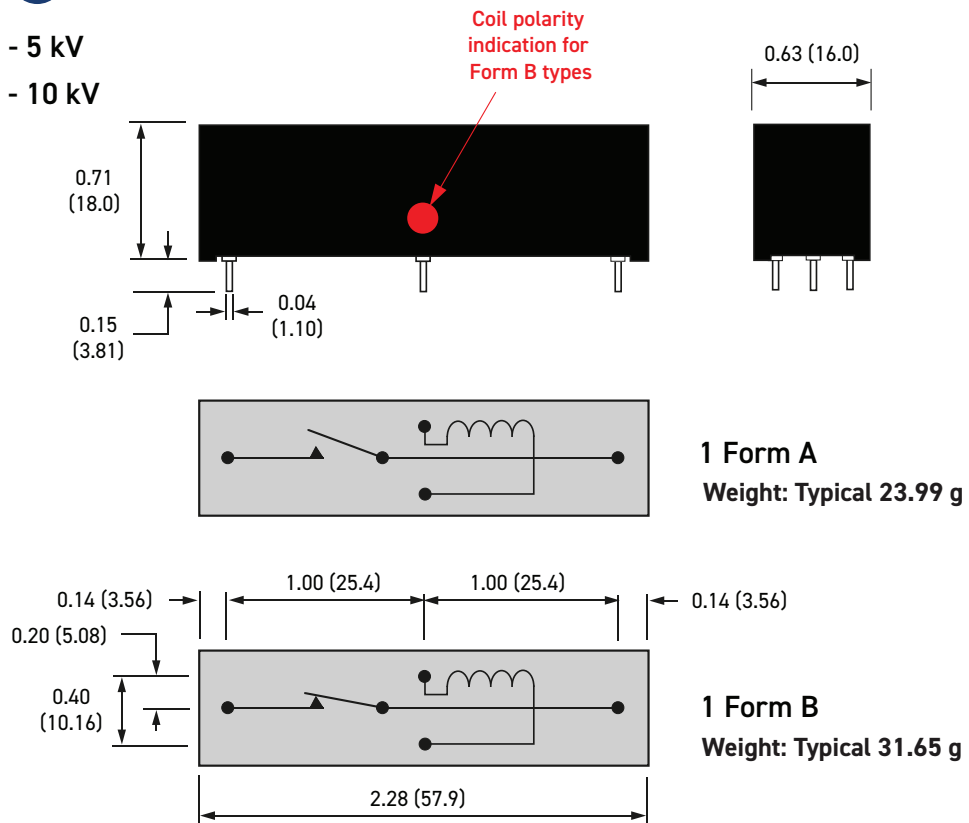 - 5 kV
- 10 kV
Coil polarity
indication for
Form B types
0.63 (16.0)
0.71
(18.0)
0.15
(3.81)
0.04
(1.10)
1 Form A
Weight: Typical 23.99 g
0.14 (3.56)
1.00 (25.4)
1.00 (25.4)
0.14 (3.56)
0.20 (5.08)
0.40
(10.16)
1 Form B
Weight: Typical 31.65 g
2.28 (57.9)